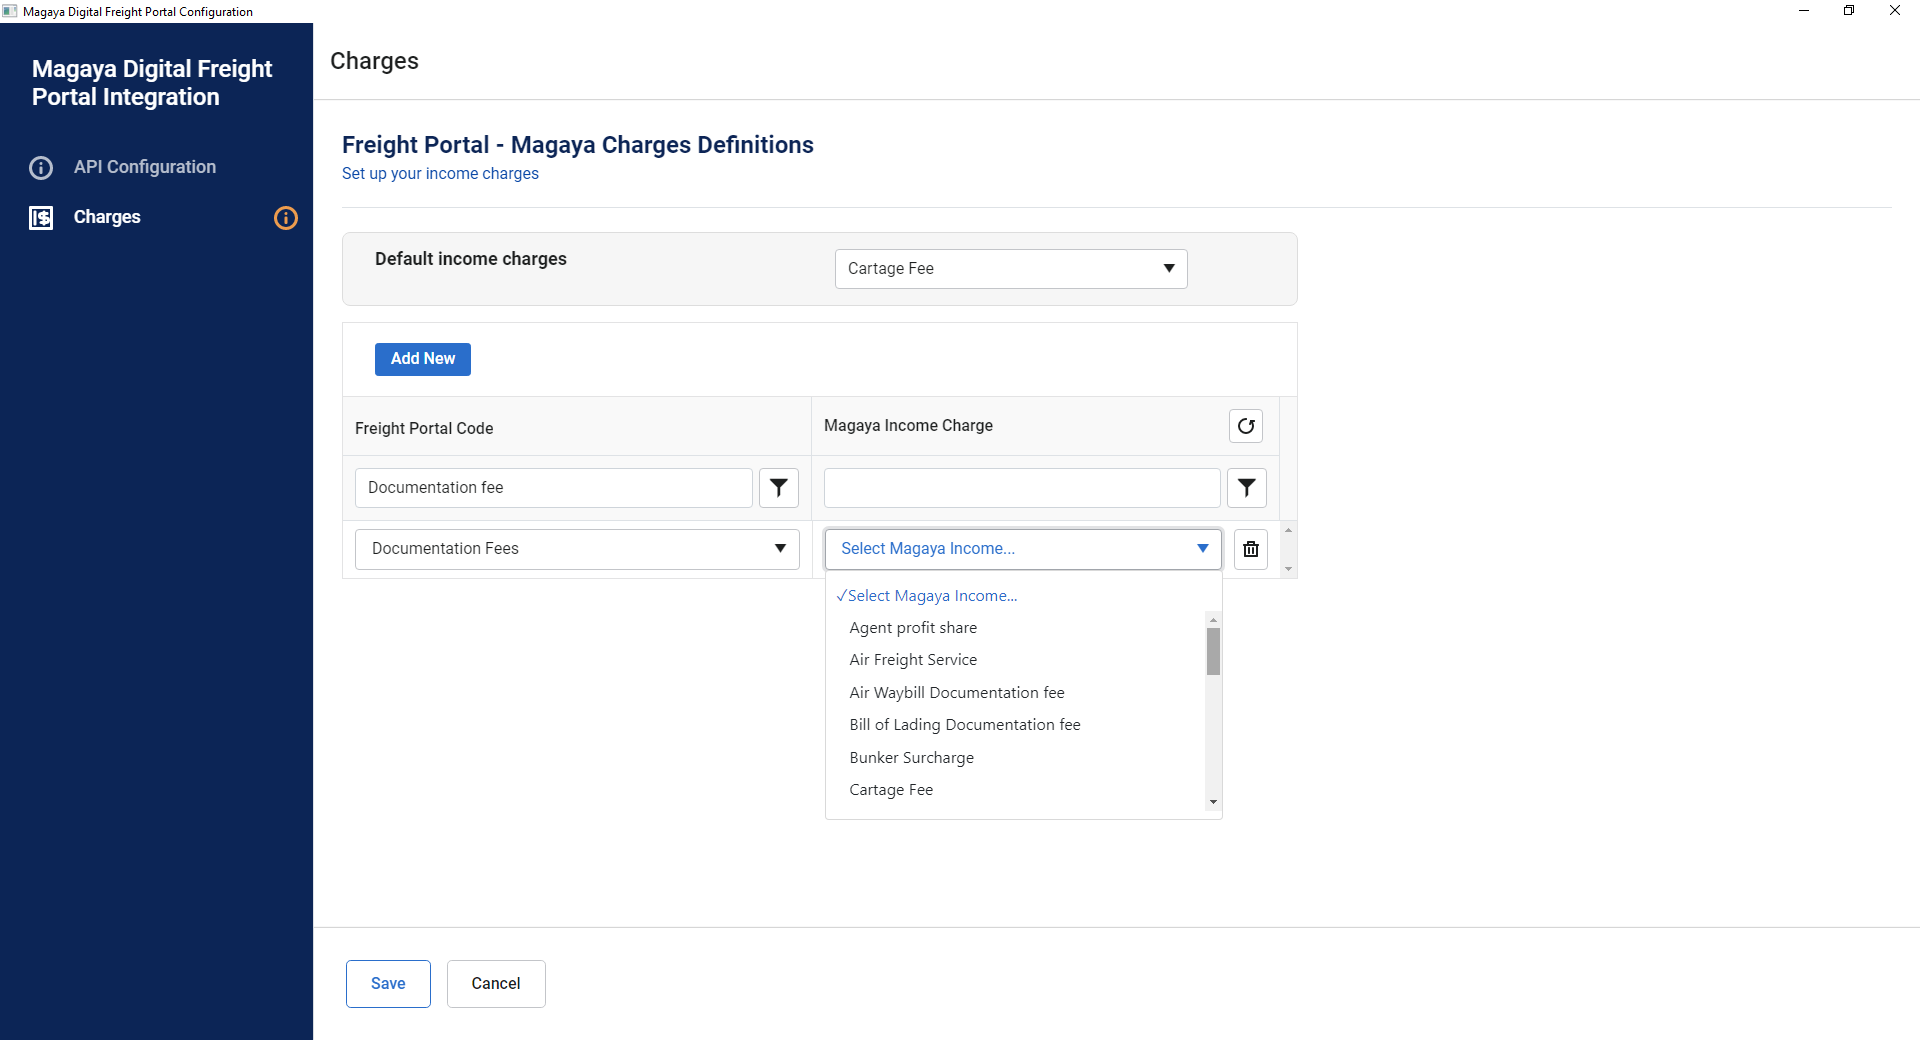 Magaya Digital Freight Portal Configuration
Magaya Digital Freight
Portal Integration
API Configuration
Charges
Charges
Freight Portal - Magaya Charges Definitions
Set up your income charges
Default income charges
Cartage Fee
Add New
Freight Portal Code
Magaya Income Charge
Documentation fee
Documentation Fees
Select Magaya Income...
✓Select Magaya Income...
Agent profit share
Air Freight Service
Air Waybill Documentation fee
Bill of Lading Documentation fee
Bunker Surcharge
Cartage Fee
Save
Cancel